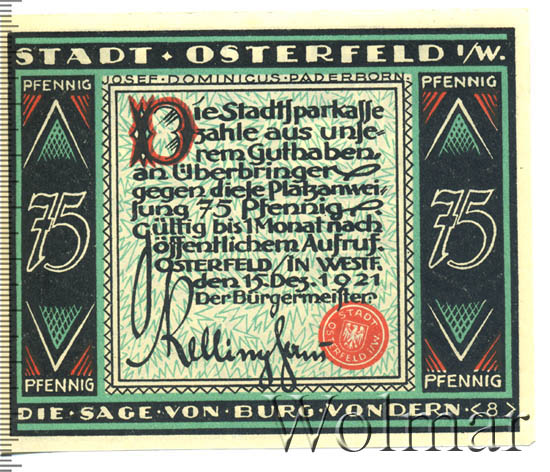 STADT · OSTERFELD I/W.
PFENNIG
JOSEF · DOMINICUS · PADERBORN
PFENNIG
Die Stadtsparkasse
zahle aus unse-
rem Guthaben
an Überbringer
gegen diese Platzanwei-
sung 75 Pfennig
Gültig bis 1 Monat nach
öffentlichem Aufruf.
OSTERFELD IN WESTF.
den 15. Dez. 1921
Der Bürgermeister:
75
75
STADT
OSTERFELD I/W
PFENNIG
PFENNIG
DIE · SAGE · VON · BURG · VONDERN · <8>
Wolmar